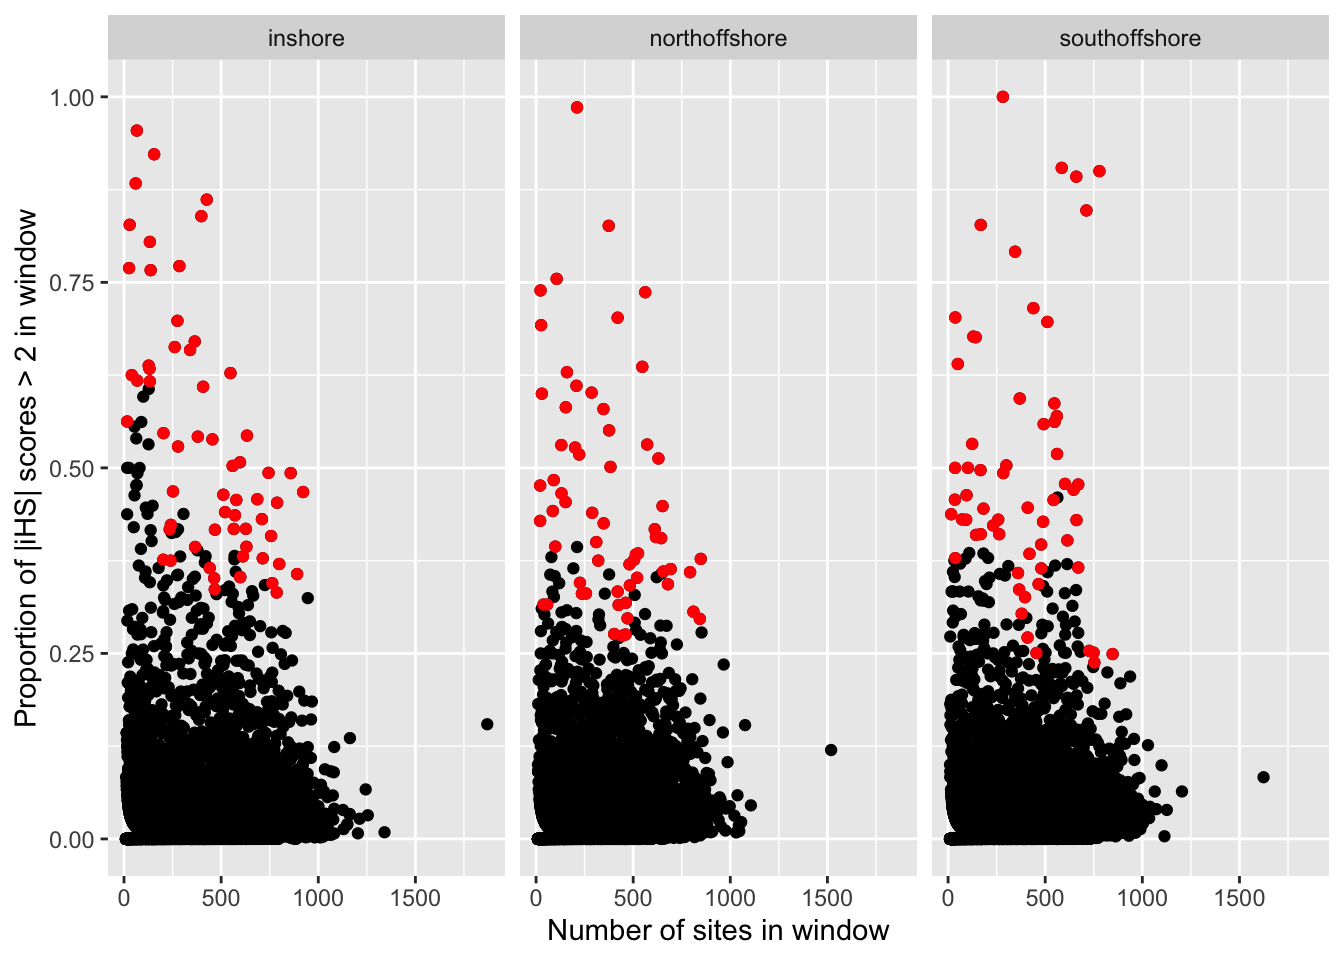 inshore northoffshore southoffshore
Proportion of |iHS| scores > 2 in window
1.00
0.75
0.50
0.25
0.00
0 500 1000 1500 0 500 1000 1500 0 500 1000 1500
Number of sites in window